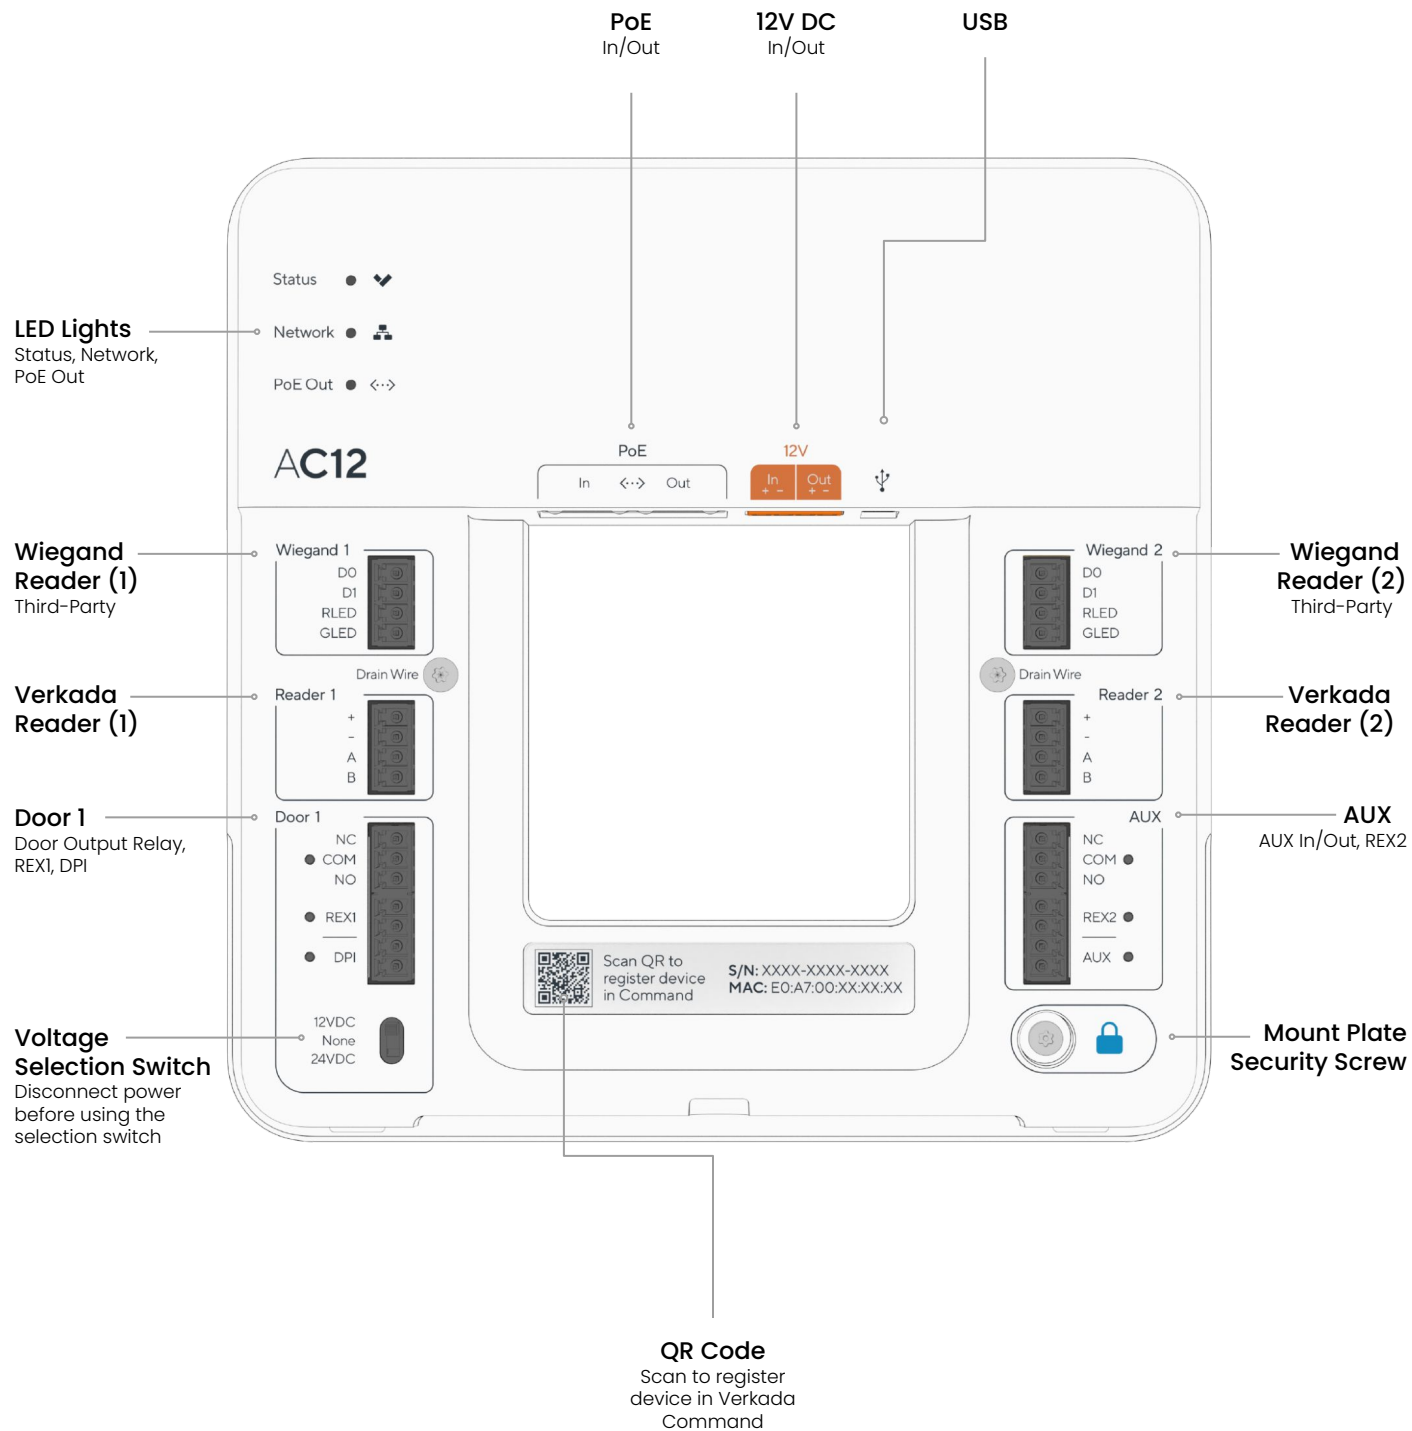 PoE
In/Out
12V DC
In/Out
USB
Status
Network
PoE Out
LED Lights
Status, Network,
PoE Out
AC12
PoE
In <··> Out
12V
In Out
+ - + -
Wiegand
Reader (1)
Third-Party
Wiegand 1
D0
D1
RLED
GLED
Drain Wire
Wiegand 2
D0
D1
RLED
GLED
Drain Wire
Wiegand
Reader (2)
Third-Party
Verkada
Reader (1)
Reader 1
+
-
A
B
Reader 2
+
-
A
B
Verkada
Reader (2)
Door 1
Door Output Relay,
REX1, DPI
Door 1
NC
COM
NO
REX1
DPI
AUX
NC
COM
NO
REX2
AUX
AUX
AUX In/Out, REX2
Scan QR to
register device
in Command
S/N: XXXX-XXXX-XXXX
MAC: E0:A7:00:XX:XX:XX
Voltage
Selection Switch
Disconnect power
before using the
selection switch
12VDC
None
24VDC
Mount Plate
Security Screw
QR Code
Scan to register
device in Verkada
Command